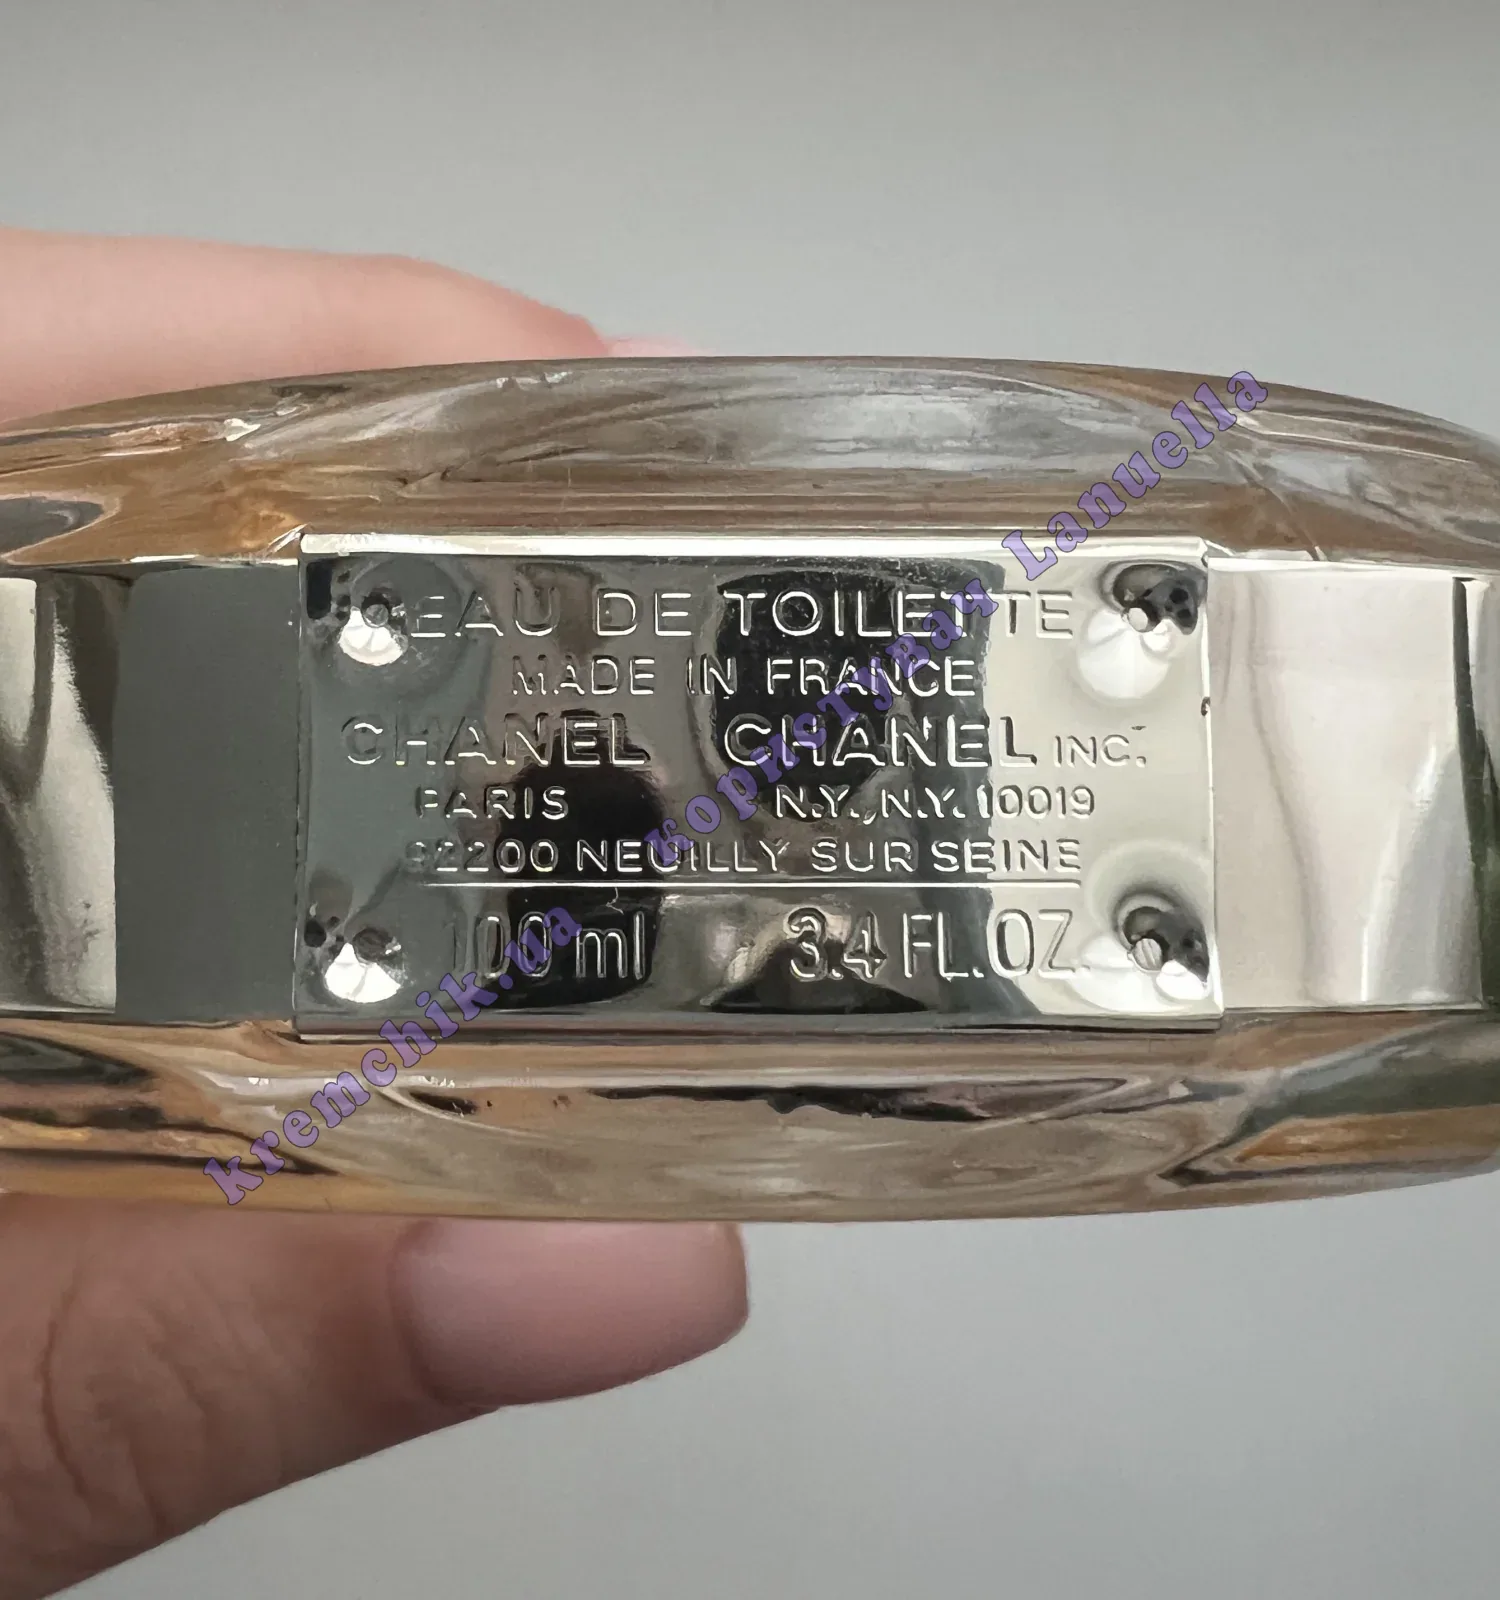 EAU DE TOILETTE
MADE IN FRANCE
CHANEL CHANEL INC.
PARIS N.Y., N.Y. 10019
92200 NEUILLY SUR SEINE
100 ml 3.4 FL. OZ.
kremchik.ua користувач Lanuella